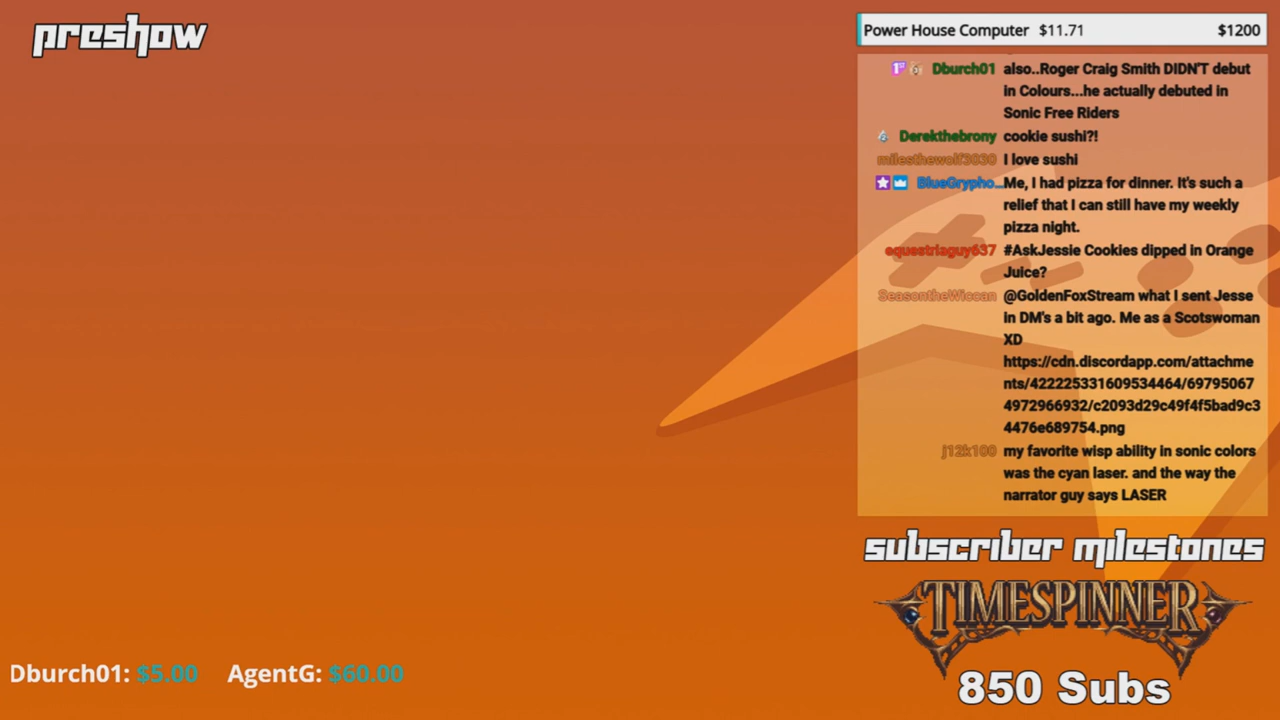 preshow
Power House Computer $11.71 $1200
Dburch01 also..Roger Craig Smith DIDN'T debut
in Colours...he actually debuted in
Sonic Free Riders
Derekthebrony cookie sushi?!
milesthewolf3030 I love sushi
BlueGrypho... Me, I had pizza for dinner. It's such a
relief that I can still have my weekly
pizza night.
equestriaguy637 #AskJessie Cookies dipped in Orange
Juice?
SeasontheWiccan @GoldenFoxStream what I sent Jesse
in DM's a bit ago. Me as a Scotswoman
XD
https://cdn.discordapp.com/attachme
nts/422225331609534464/69795067
4972966932/c2093d29c49f4f5bad9c3
4476e689754.png
j12k100 my favorite wisp ability in sonic colors
was the cyan laser. and the way the
narrator guy says LASER
subscriber milestones
TIMESPINNER
850 Subs
Dburch01: $5.00 AgentG: $60.00